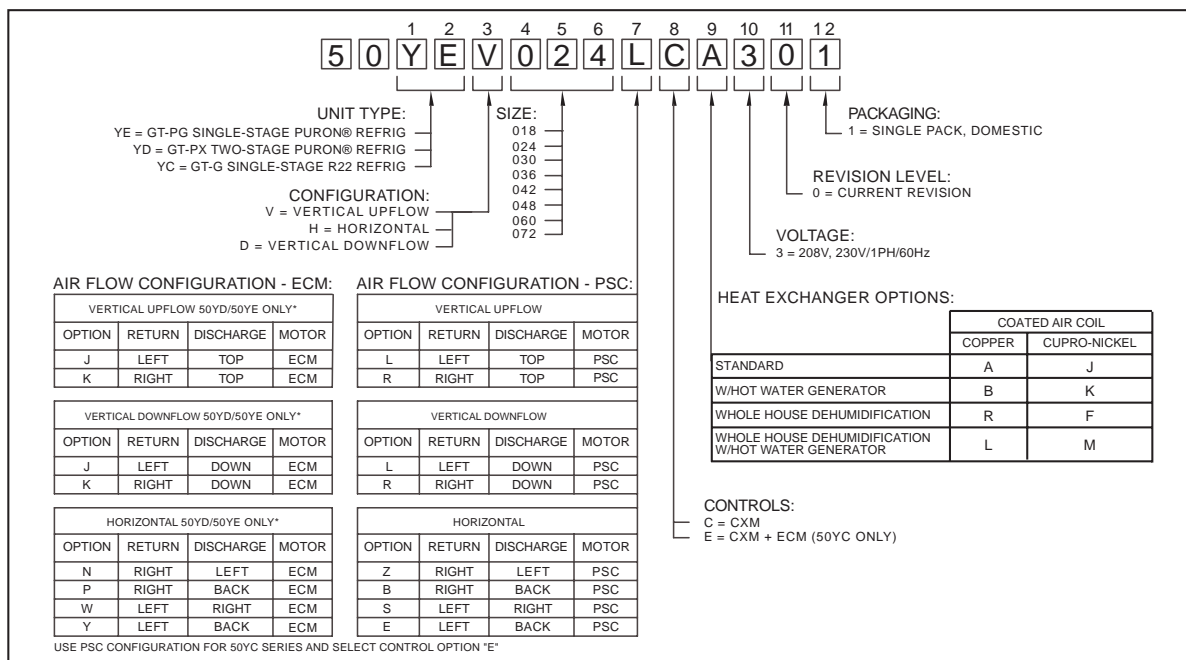 1 2 3 4 5 6 7 8 9 10 11 12
5 0 Y E V 0 2 4 L C A 3 0 1
UNIT TYPE:
YE = GT-PG SINGLE-STAGE PURON® REFRIG
YD = GT-PX TWO-STAGE PURON® REFRIG
YC = GT-G SINGLE-STAGE R22 REFRIG
CONFIGURATION:
V = VERTICAL UPFLOW
H = HORIZONTAL
D = VERTICAL DOWNFLOW
SIZE:
018
024
030
036
042
048
060
072
PACKAGING:
1 = SINGLE PACK, DOMESTIC
REVISION LEVEL:
0 = CURRENT REVISION
VOLTAGE:
3 = 208V, 230V/1PH/60Hz
AIR FLOW CONFIGURATION - ECM:
VERTICAL UPFLOW 50YD/50YE ONLY*
OPTION RETURN DISCHARGE MOTOR
J LEFT TOP ECM
K RIGHT TOP ECM
VERTICAL DOWNFLOW 50YD/50YE ONLY*
OPTION RETURN DISCHARGE MOTOR
J LEFT DOWN ECM
K RIGHT DOWN ECM
HORIZONTAL 50YD/50YE ONLY*
OPTION RETURN DISCHARGE MOTOR
N RIGHT LEFT ECM
P RIGHT BACK ECM
W LEFT RIGHT ECM
Y LEFT BACK ECM
AIR FLOW CONFIGURATION - PSC:
VERTICAL UPFLOW
OPTION RETURN DISCHARGE MOTOR
L LEFT TOP PSC
R RIGHT TOP PSC
VERTICAL DOWNFLOW
OPTION RETURN DISCHARGE MOTOR
L LEFT DOWN PSC
R RIGHT DOWN PSC
HORIZONTAL
OPTION RETURN DISCHARGE MOTOR
Z RIGHT LEFT PSC
B RIGHT BACK PSC
S LEFT RIGHT PSC
E LEFT BACK PSC
USE PSC CONFIGURATION FOR 50YC SERIES AND SELECT CONTROL OPTION "E"
HEAT EXCHANGER OPTIONS:
COATED AIR COIL
COPPER CUPRO-NICKEL
STANDARD A J
W/HOT WATER GENERATOR B K
WHOLE HOUSE DEHUMIDIFICATION R F
WHOLE HOUSE DEHUMIDIFICATION
W/HOT WATER GENERATOR L M
CONTROLS:
C = CXM
E = CXM + ECM (50YC ONLY)